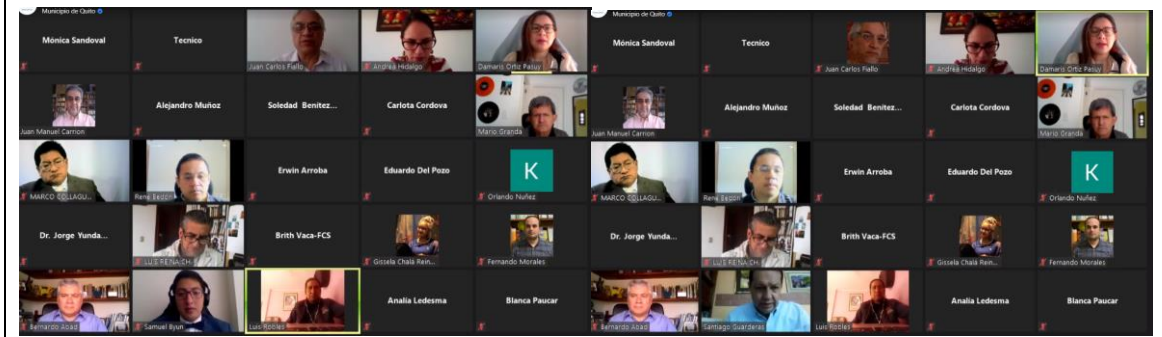 Municipio de Quito
Mónica Sandoval
Tecnico
Juan Carlos Fiallo
Andrea Hidalgo
Damaris Ortiz Pasuy
Juan Manuel Carrion
Alejandro Muñoz
Soledad Benitez...
Carlota Cordova
Mario Granda
MARCO COLLAGU...
Rene Bedon
Erwin Arroba
Eduardo Del Pozo
K
Orlando Nuñez
Dr. Jorge Yunda...
LUIS REINA-CH
Brith Vaca-FCS
Gissela Chalá Rein...
Fernando Morales
Bernardo Abad
Samuel Byun
Luis Robles
Analía Ledesma
Blanca Paucar
Municipio de Quito
Mónica Sandoval
Tecnico
Juan Carlos Fiallo
Andrea Hidalgo
Damaris Ortiz Pasuy
Juan Manuel Carrion
Alejandro Muñoz
Soledad Benitez...
Carlota Cordova
Mario Granda
MARCO COLLAGU...
Rene Bedon
Erwin Arroba
Eduardo Del Pozo
K
Orlando Nuñez
Dr. Jorge Yunda...
LUIS REINA-CH
Brith Vaca-FCS
Gissela Chalá Rein...
Fernando Morales
Bernardo Abad
Santiago Guarderas
Luis Robles
Analía Ledesma
Blanca Paucar